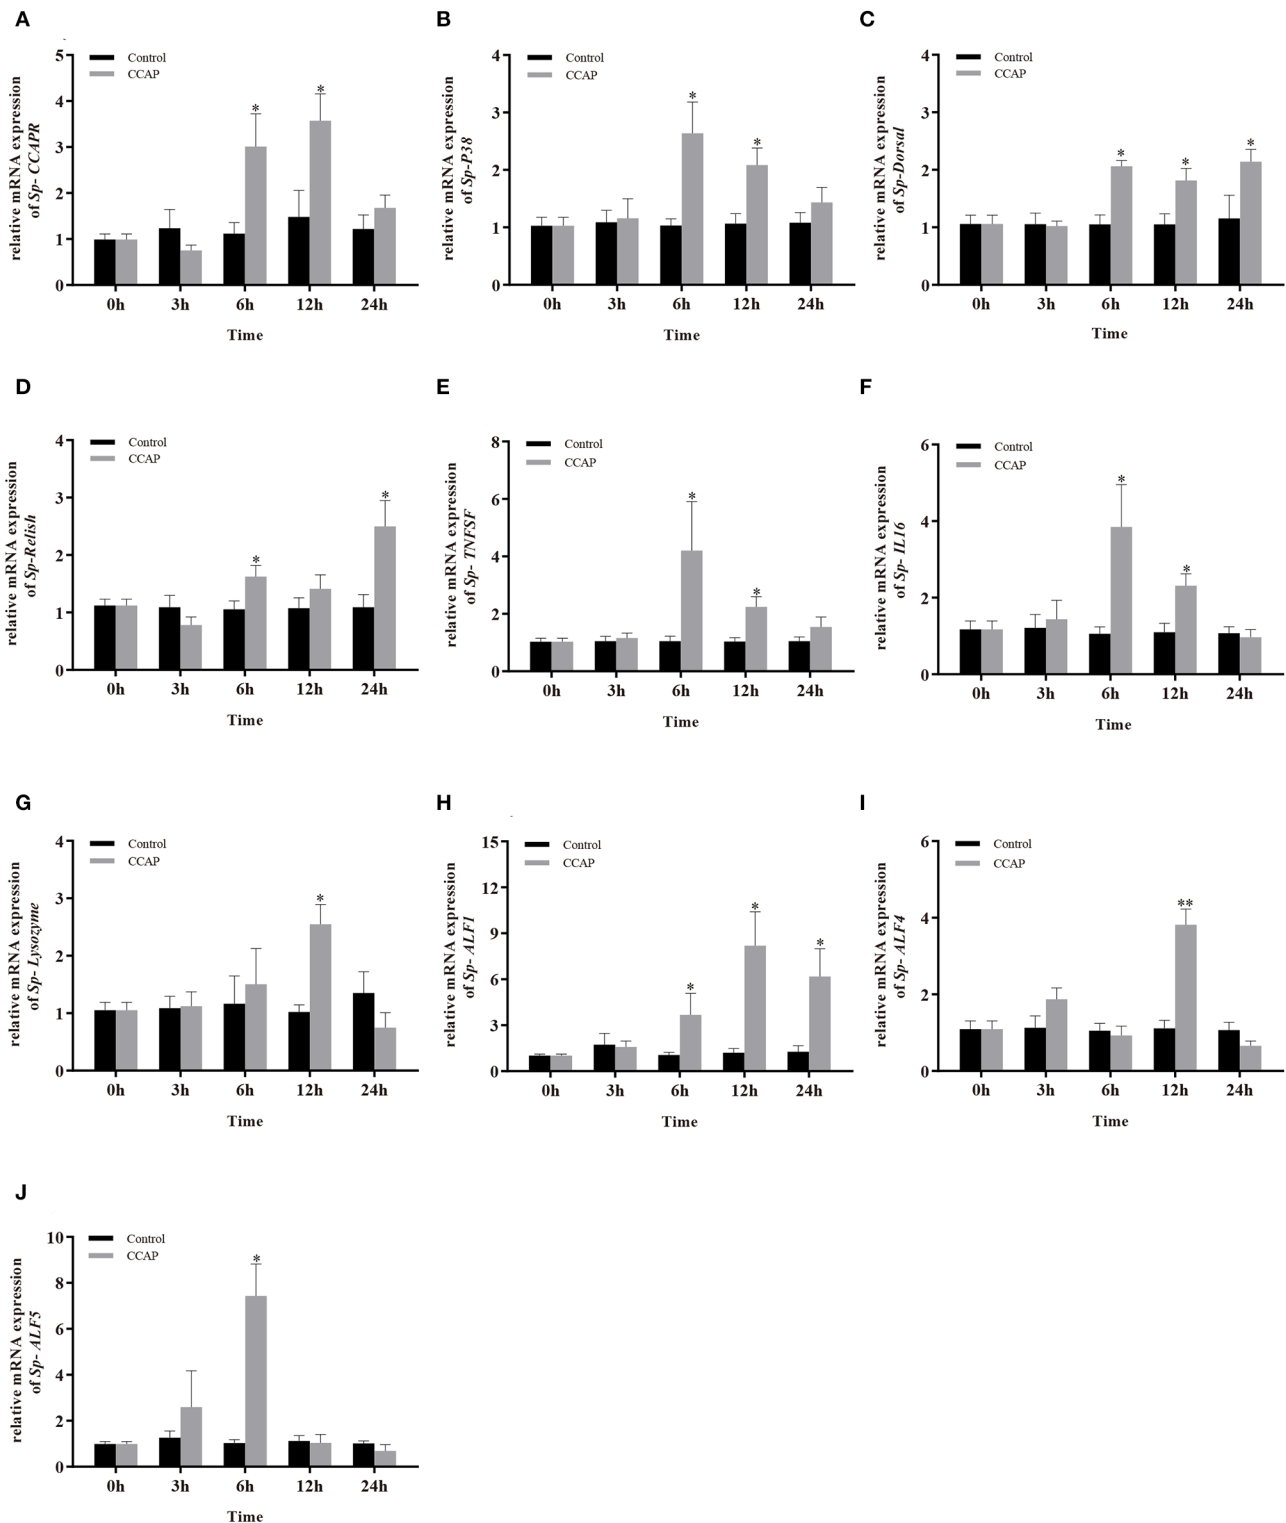 A
relative mRNA expression
of Sp- CCAPR
5
4
3
2
1
0
Control
CCAP
*
*
0h 3h 6h 12h 24h
Time
B
relative mRNA expression
of Sp-P38
4
3
2
1
0
Control
CCAP
*
*
0h 3h 6h 12h 24h
Time
C
relative mRNA expression
of Sp-Dorsal
4
3
2
1
0
Control
CCAP
*
*
*
0h 3h 6h 12h 24h
Time
D
relative mRNA expression
of Sp-Relish
4
3
2
1
0
Control
CCAP
*
*
0h 3h 6h 12h 24h
Time
E
relative mRNA expression
of Sp- TNFSF
8
6
4
2
0
Control
CCAP
*
*
0h 3h 6h 12h 24h
Time
F
relative mRNA expression
of Sp- IL16
6
4
2
0
Control
CCAP
*
*
0h 3h 6h 12h 24h
Time
G
relative mRNA expression
of Sp- Lysozyme
4
3
2
1
0
Control
CCAP
*
0h 3h 6h 12h 24h
Time
H
relative mRNA expression
of Sp- ALF1
15
12
9
6
3
0
Control
CCAP
*
*
*
0h 3h 6h 12h 24h
Time
I
relative mRNA expression
of Sp- ALF4
6
4
2
0
Control
CCAP
**
0h 3h 6h 12h 24h
Time
J
relative mRNA expression
of Sp- ALF5
10
8
6
4
2
0
Control
CCAP
*
0h 3h 6h 12h 24h
Time